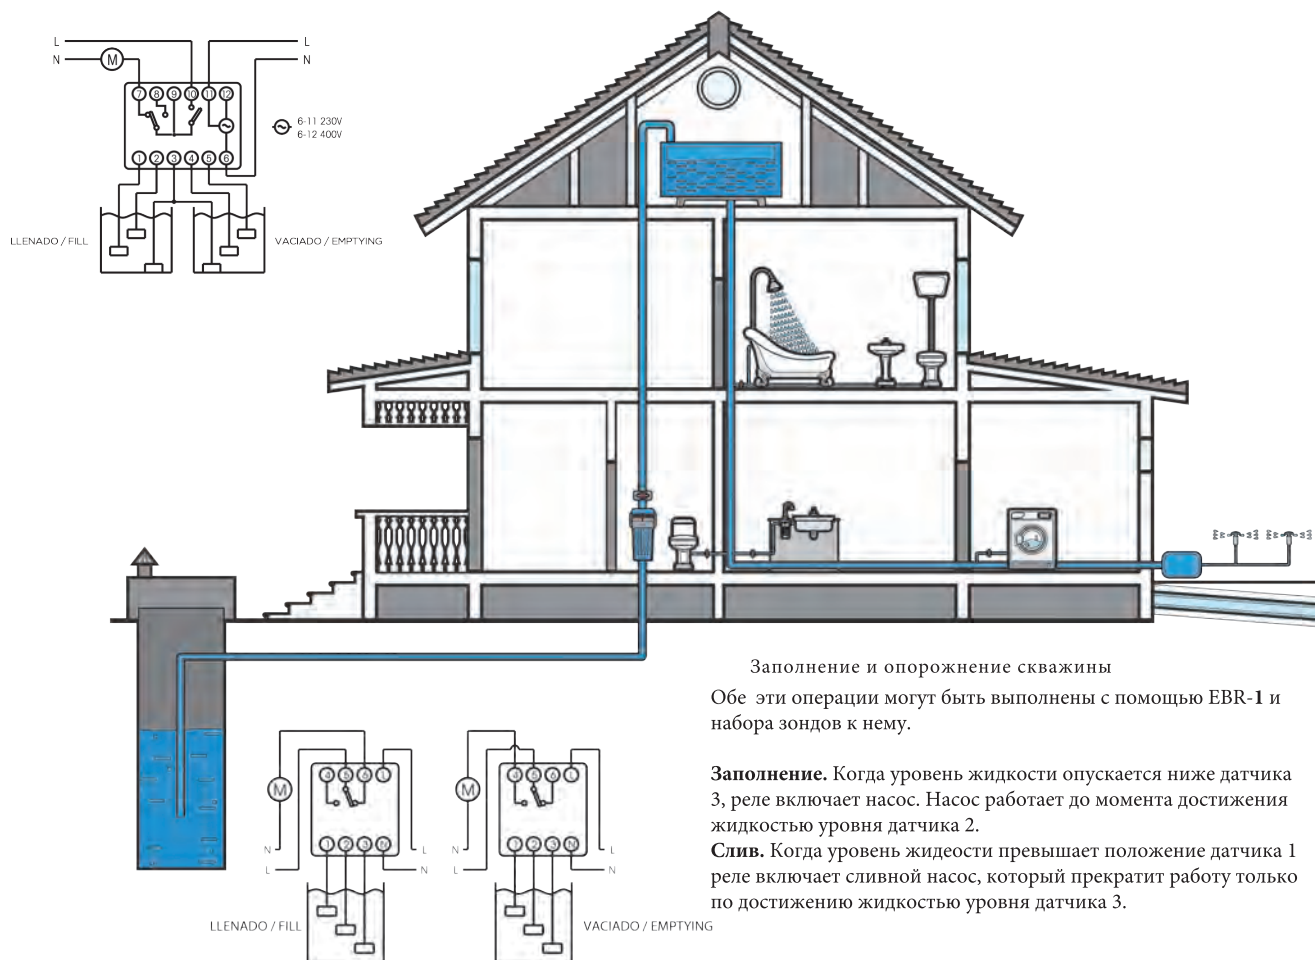 L
L
N
M
N
7 8 9 10 11 12
6-11 230V
6-12 400V
1 2 3 4 5 6
LLENADO / FILL
VACIADO / EMPTYING
Заполнение и опорожнение скважины
Обе эти операции могут быть выполнены с помощью EBR-1 и
набора зондов к нему.
Заполнение. Когда уровень жидкости опускается ниже датчика
3, реле включает насос. Насос работает до момента достижения
жидкостью уровня датчика 2.
Слив. Когда уровень жидеости превышает положение датчика 1
реле включает сливной насос, который прекратит работу только
по достижению жидкостью уровня датчика 3.
4 5 6 L
M
1 2 3 N
N
L
L
N
LLENADO / FILL
4 5 6 L
M
1 2 3 N
N
L
L
N
VACIADO / EMPTYING